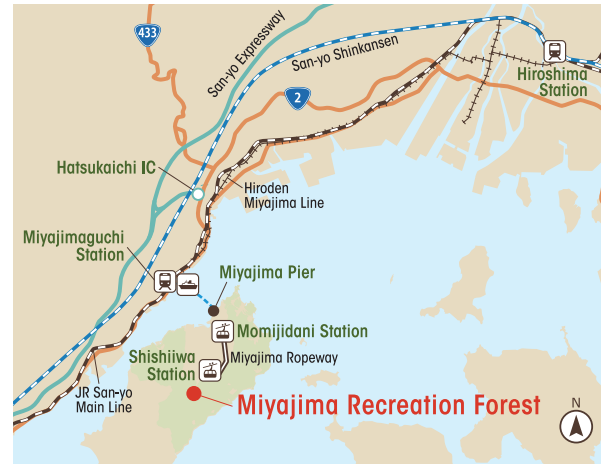 433
San-yo Expressway
San-yo Shinkansen
Hiroshima
Station
2
Hatsukaichi IC
Hiroden
Miyajima Line
Miyajimaguchi
Station
Miyajima Pier
Momijidani Station
Shishiiwa
Station
Miyajima Ropeway
JR San-yo
Main Line
Miyajima Recreation Forest
N